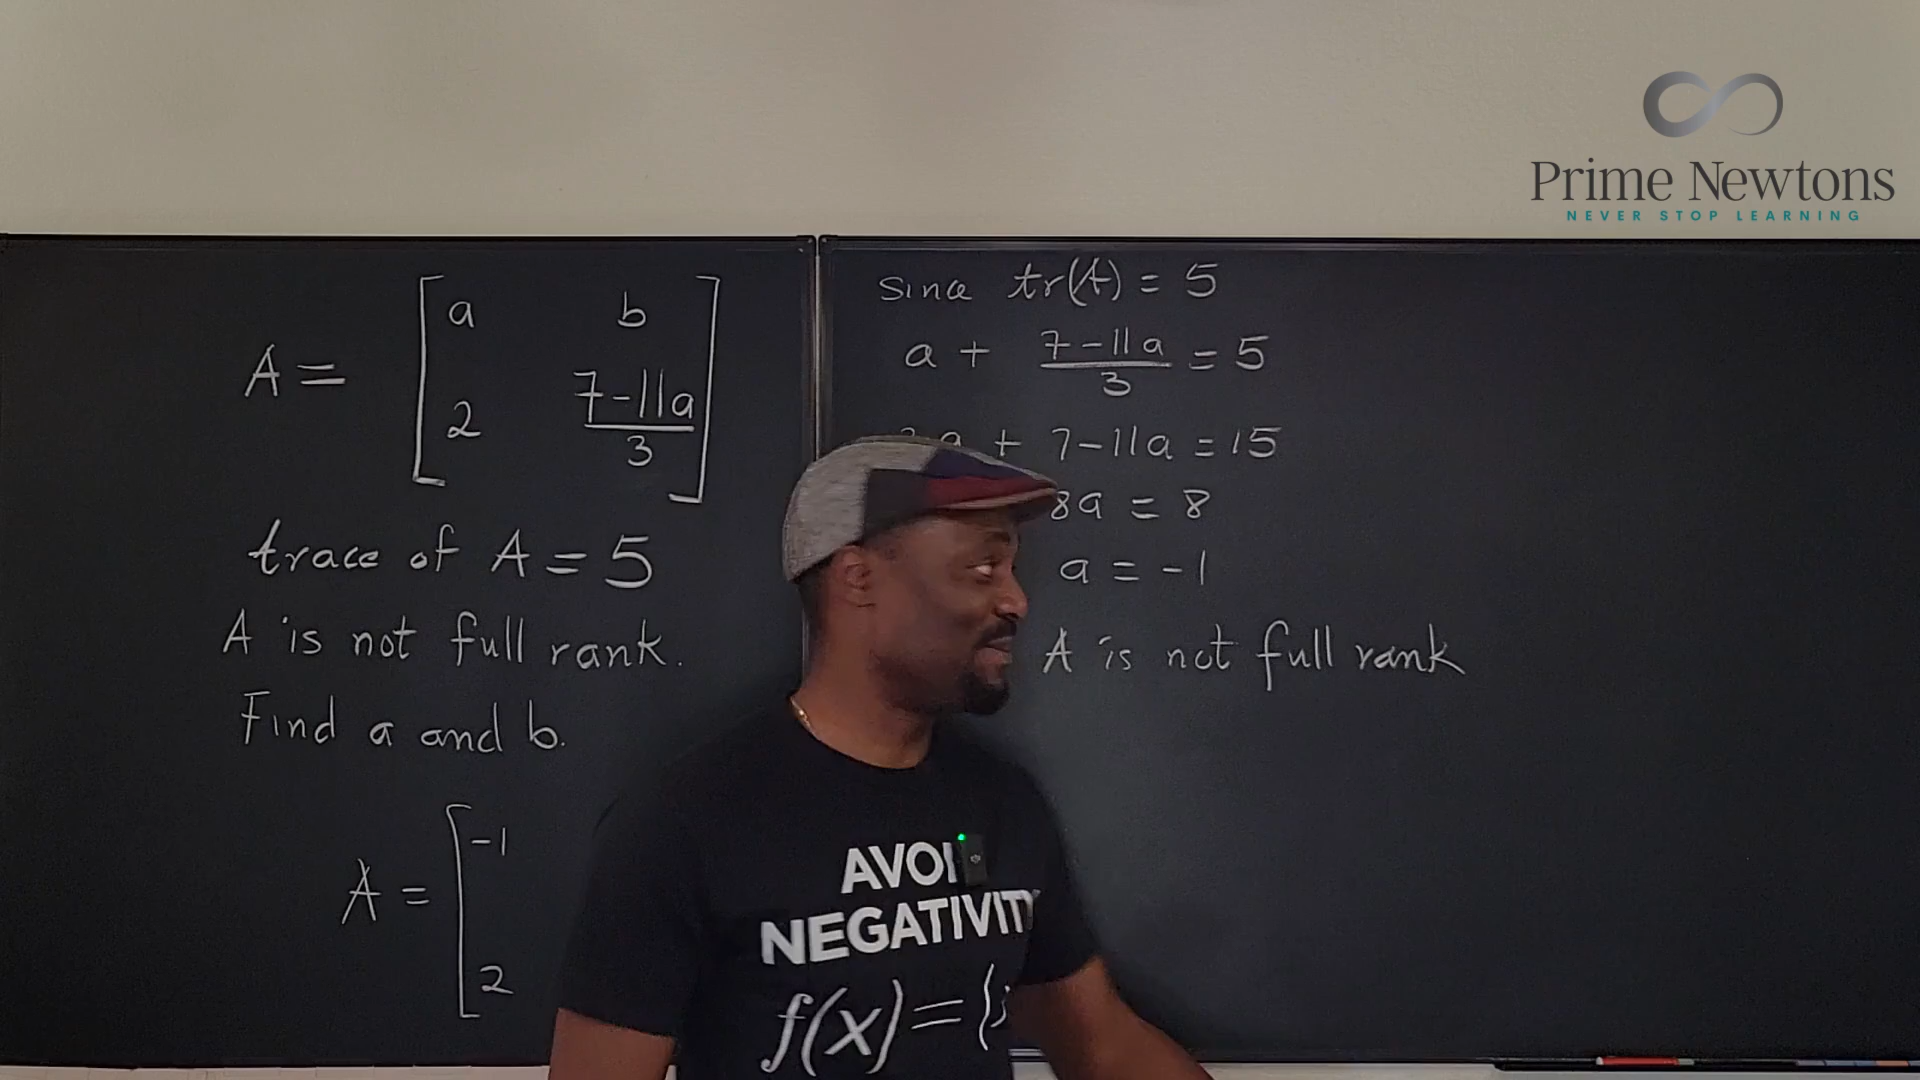 Prime Newtons
NEVER STOP LEARNING
A = [ a b
2 7-11a/3 ]
trace of A = 5
A is not full rank.
Find a and b.
A = [ -1
2
since tr(A) = 5
a + 7-11a/3 = 5
a + 7-11a = 15
8a = 8
a = -1
A is not full rank
AVOI
NEGATIVITY
f(x) = {